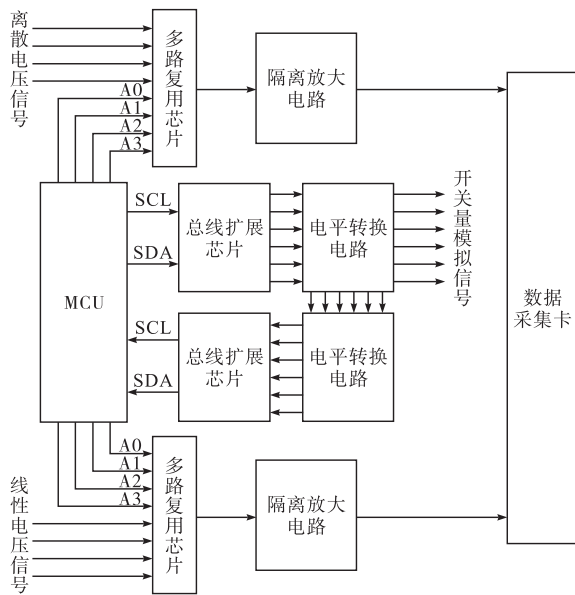 离散电压信号
多路复用芯片
隔离放大
电路
A0
A1
A2
A3
MCU
SCL
SDA
总线扩展
芯片
电平转换
电路
开关量模拟信号
数据
采集卡
SCL
SDA
总线扩展
芯片
电平转换
电路
线性电压信号
A0
A1
A2
A3
多路复用芯片
隔离放大
电路